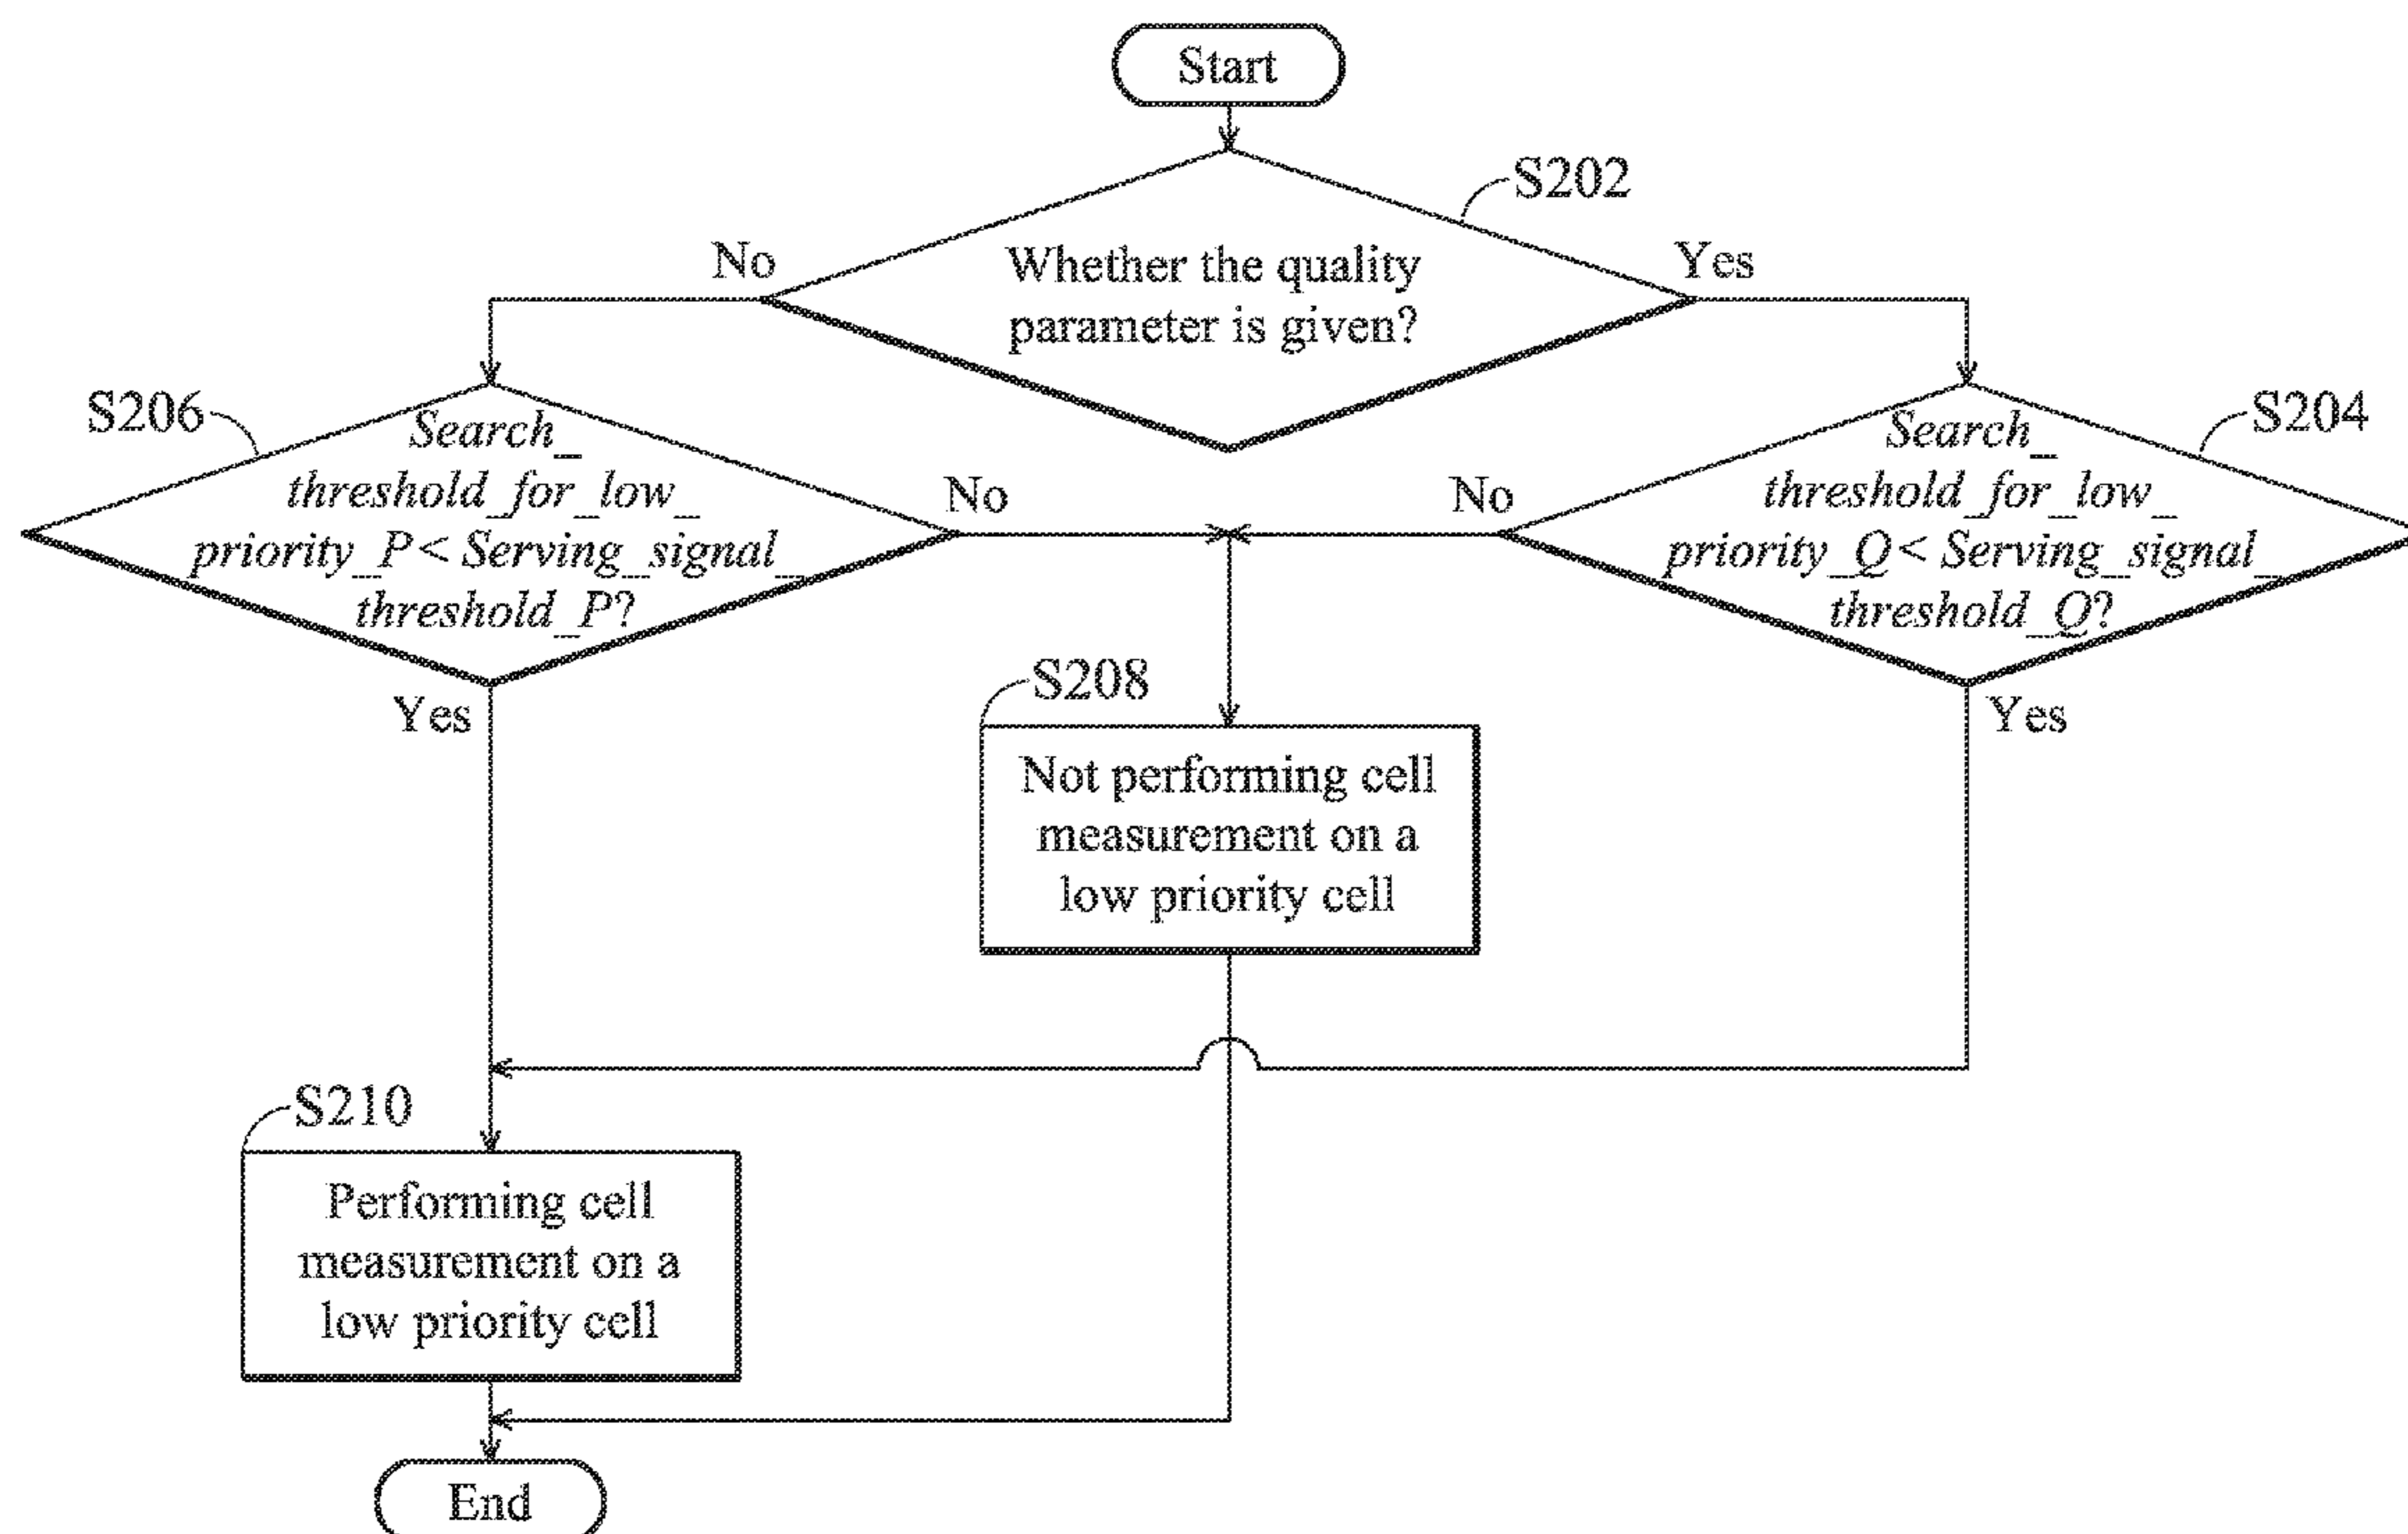 Start
S202
No
Whether the quality
parameter is given?
Yes
S206
Search_
threshold_for_low_
priority_P < Serving_signal_
threshold_P?
No
Yes
S204
Search_
threshold_for_low_
priority_Q < Serving_signal_
threshold_Q?
No
Yes
S208
Not performing cell
measurement on a
low priority cell
S210
Performing cell
measurement on a
low priority cell
End